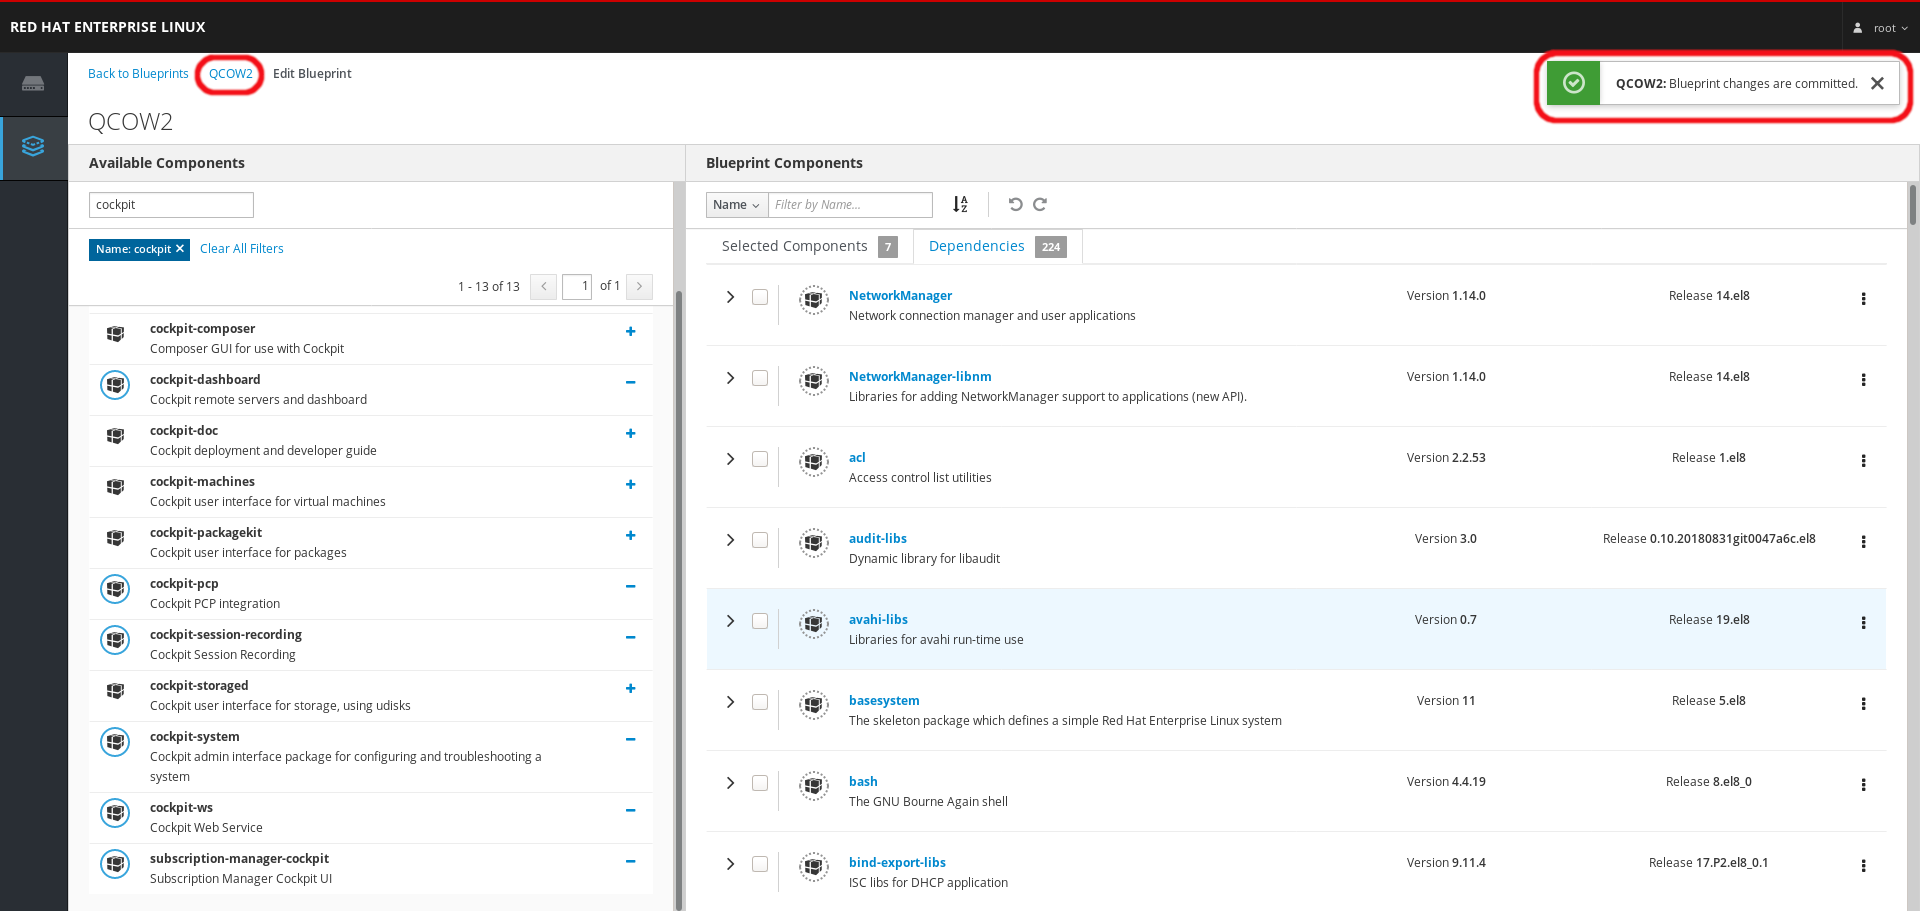 RED HAT ENTERPRISE LINUX
root
Back to Blueprints QCOW2 Edit Blueprint
QCOW2: Blueprint changes are committed.
QCOW2
Available Components
cockpit
Name: cockpit Clear All Filters
1 - 13 of 13 1 of 1
cockpit-composer
Composer GUI for use with Cockpit
cockpit-dashboard
Cockpit remote servers and dashboard
cockpit-doc
Cockpit deployment and developer guide
cockpit-machines
Cockpit user interface for virtual machines
cockpit-packagekit
Cockpit user interface for packages
cockpit-pcp
Cockpit PCP integration
cockpit-session-recording
Cockpit Session Recording
cockpit-storaged
Cockpit user interface for storage, using udisks
cockpit-system
Cockpit admin interface package for configuring and troubleshooting a
system
cockpit-ws
Cockpit Web Service
subscription-manager-cockpit
Subscription Manager Cockpit UI
Blueprint Components
Name Filter by Name...
Selected Components 7 Dependencies 224
NetworkManager Version 1.14.0 Release 14.el8
Network connection manager and user applications
NetworkManager-libnm Version 1.14.0 Release 14.el8
Libraries for adding NetworkManager support to applications (new API).
acl Version 2.2.53 Release 1.el8
Access control list utilities
audit-libs Version 3.0 Release 0.10.20180831git0047a6c.el8
Dynamic library for libaudit
avahi-libs Version 0.7 Release 19.el8
Libraries for avahi run-time use
basesystem Version 11 Release 5.el8
The skeleton package which defines a simple Red Hat Enterprise Linux system
bash Version 4.4.19 Release 8.el8_0
The GNU Bourne Again shell
bind-export-libs Version 9.11.4 Release 17.P2.el8_0.1
ISC libs for DHCP application